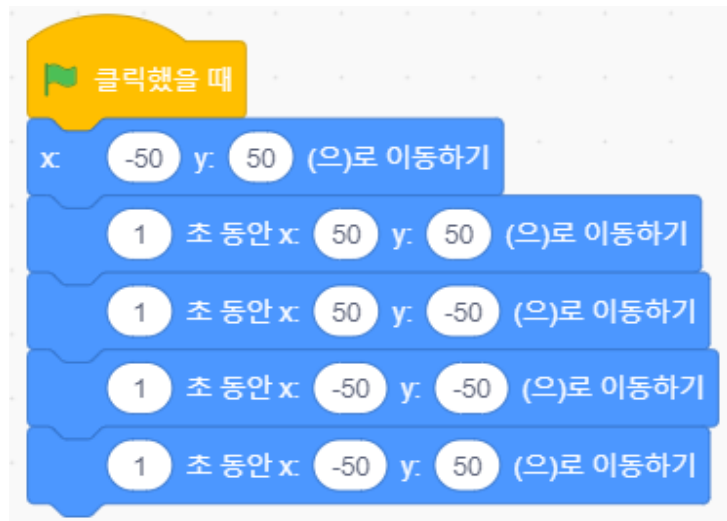 클릭했을 때
x: -50 y: 50 (으)로 이동하기
1 초 동안 x: 50 y: 50 (으)로 이동하기
1 초 동안 x: 50 y: -50 (으)로 이동하기
1 초 동안 x: -50 y: -50 (으)로 이동하기
1 초 동안 x: -50 y: 50 (으)로 이동하기